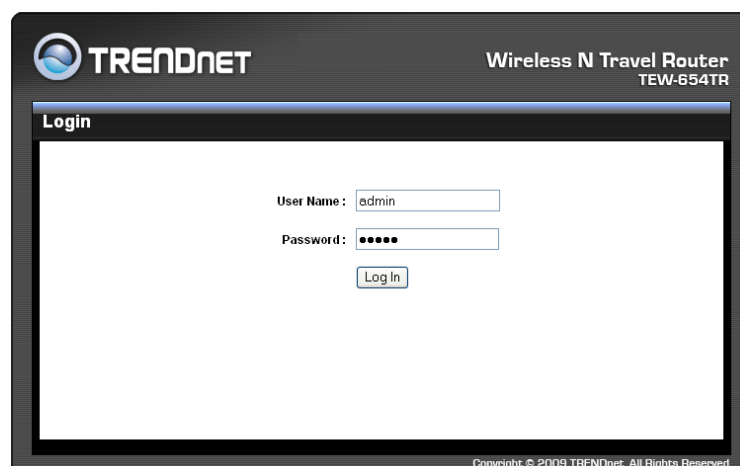 TRENDNET
Wireless N Travel Router
TEW-654TR
Login
User Name : admin
Password : •••••
Log In
Copyright © 2009 TRENDnet. All Rights Reserved.